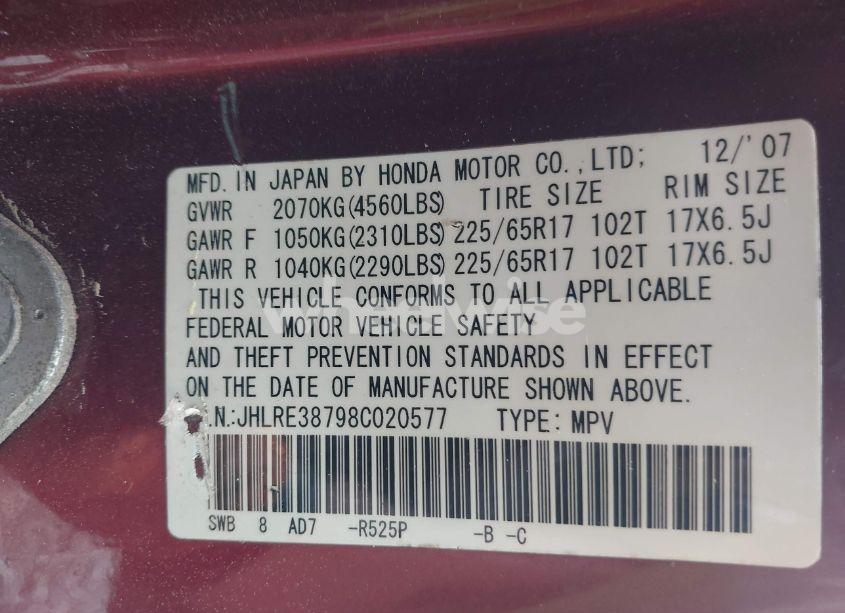 MFD. IN JAPAN BY HONDA MOTOR CO.,LTD; 12/'07
GVWR 2070KG(4560LBS) TIRE SIZE RIM SIZE
GAWR F 1050KG(2310LBS) 225/65R17 102T 17X6.5J
GAWR R 1040KG(2290LBS) 225/65R17 102T 17X6.5J
THIS VEHICLE CONFORMS TO ALL APPLICABLE
FEDERAL MOTOR VEHICLE SAFETY
AND THEFT PREVENTION STANDARDS IN EFFECT
ON THE DATE OF MANUFACTURE SHOWN ABOVE.
.N.:JHLRE38798C020577 TYPE: MPV
SWB 8 AD7 -R525P -B -C